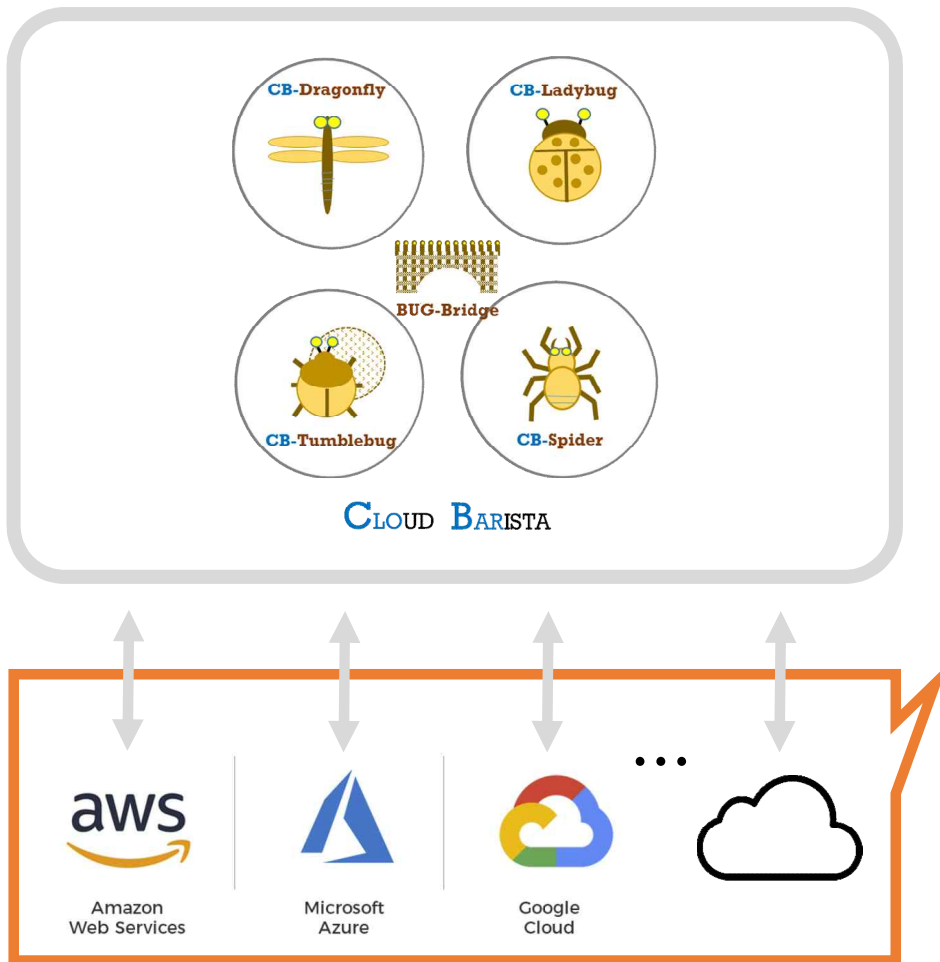 CB-Dragonfly
CB-Ladybug
BUG-Bridge
CB-Tumblebug
CB-Spider
CLOUD BARISTA
...
aws
Amazon
Web Services
Microsoft
Azure
Google
Cloud